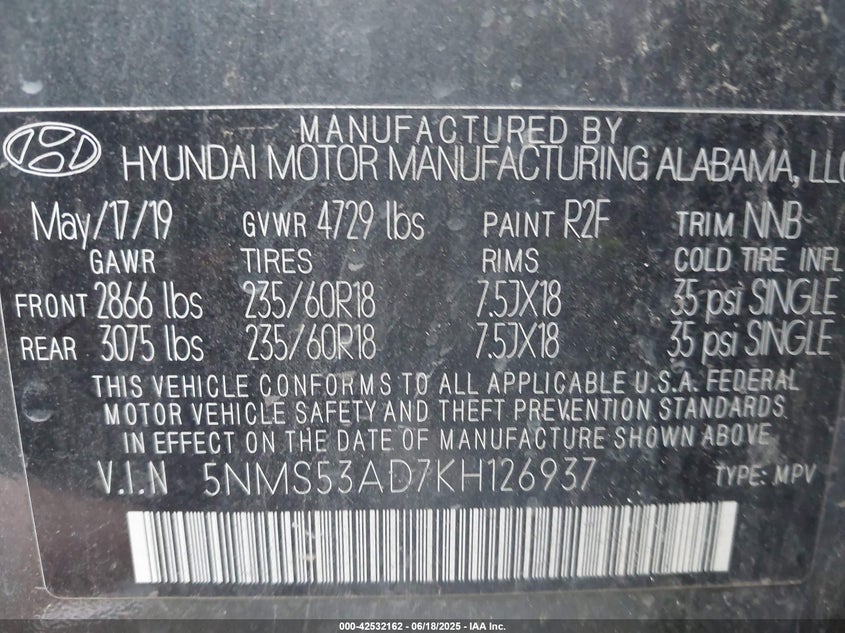 MANUFACTURED BY
HYUNDAI MOTOR MANUFACTURING ALABAMA, LLC
May/17/19 GVWR 4729 lbs PAINT R2F TRIM NNB
GAWR TIRES RIMS COLD TIRE INFL
FRONT 2866 lbs 235/60R18 7.5JX18 35 psi SINGLE
REAR 3075 lbs 235/60R18 7.5JX18 35 psi SINGLE
THIS VEHICLE CONFORMS TO ALL APPLICABLE U.S.A. FEDERAL
MOTOR VEHICLE SAFETY AND THEFT PREVENTION STANDARDS
IN EFFECT ON THE DATE OF MANUFACTURE SHOWN ABOVE
V.I.N 5NMS53AD7KH126937 TYPE: MPV
000-42532162 - 06/18/2025 - IAA Inc.